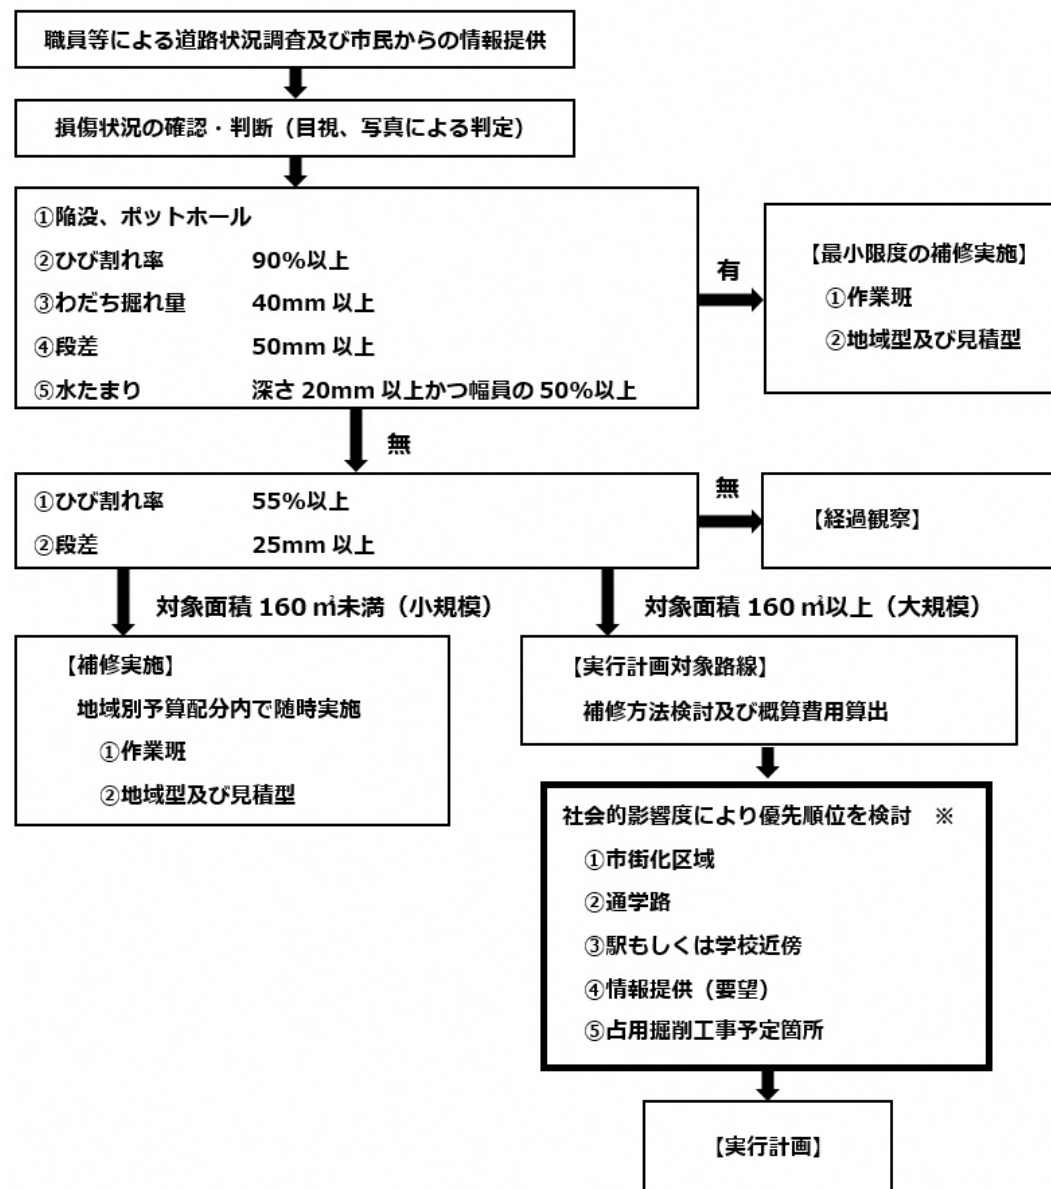 職員等による道路状況調査及び市民からの情報提供
損傷状況の確認・判断（目視、写真による判定）
①陥没、ポットホール
②ひび割れ率 90%以上
③わだち掘れ量 40mm 以上
④段差 50mm 以上
⑤水たまり 深さ 20mm 以上かつ幅員の 50%以上
有
【最小限度の補修実施】
①作業班
②地域型及び見積型
無
①ひび割れ率 55%以上
②段差 25mm 以上
無
【経過観察】
対象面積 160 ㎡未満（小規模）
対象面積 160 ㎡以上（大規模）
【補修実施】
地域別予算配分内で随時実施
①作業班
②地域型及び見積型
【実行計画対象路線】
補修方法検討及び概算費用算出
社会的影響度により優先順位を検討 ※
①市街化区域
②通学路
③駅もしくは学校近傍
④情報提供（要望）
⑤占用掘削工事予定箇所
【実行計画】